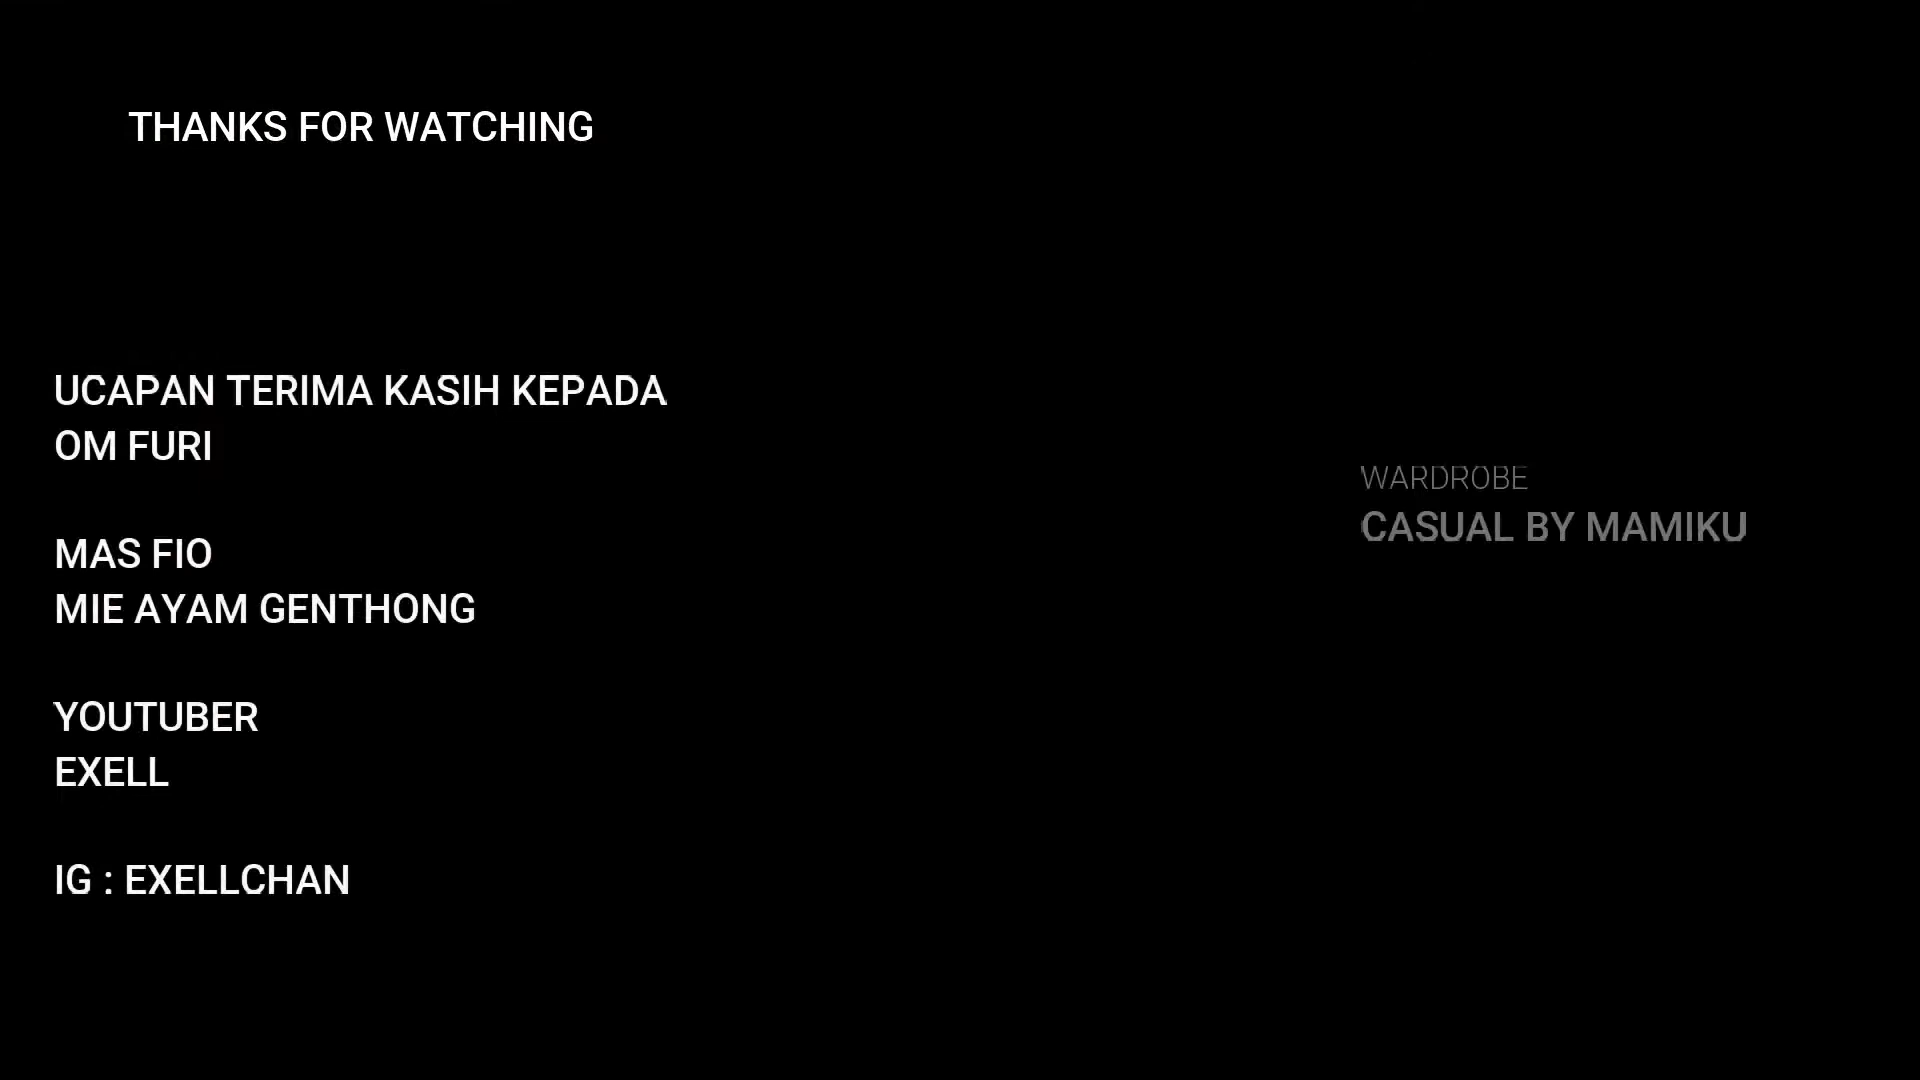 THANKS FOR WATCHING
UCAPAN TERIMA KASIH KEPADA
OM FURI
MAS FIO
MIE AYAM GENTHONG
YOUTUBER
EXELL
IG : EXELLCHAN
WARDROBE
CASUAL BY MAMIKU